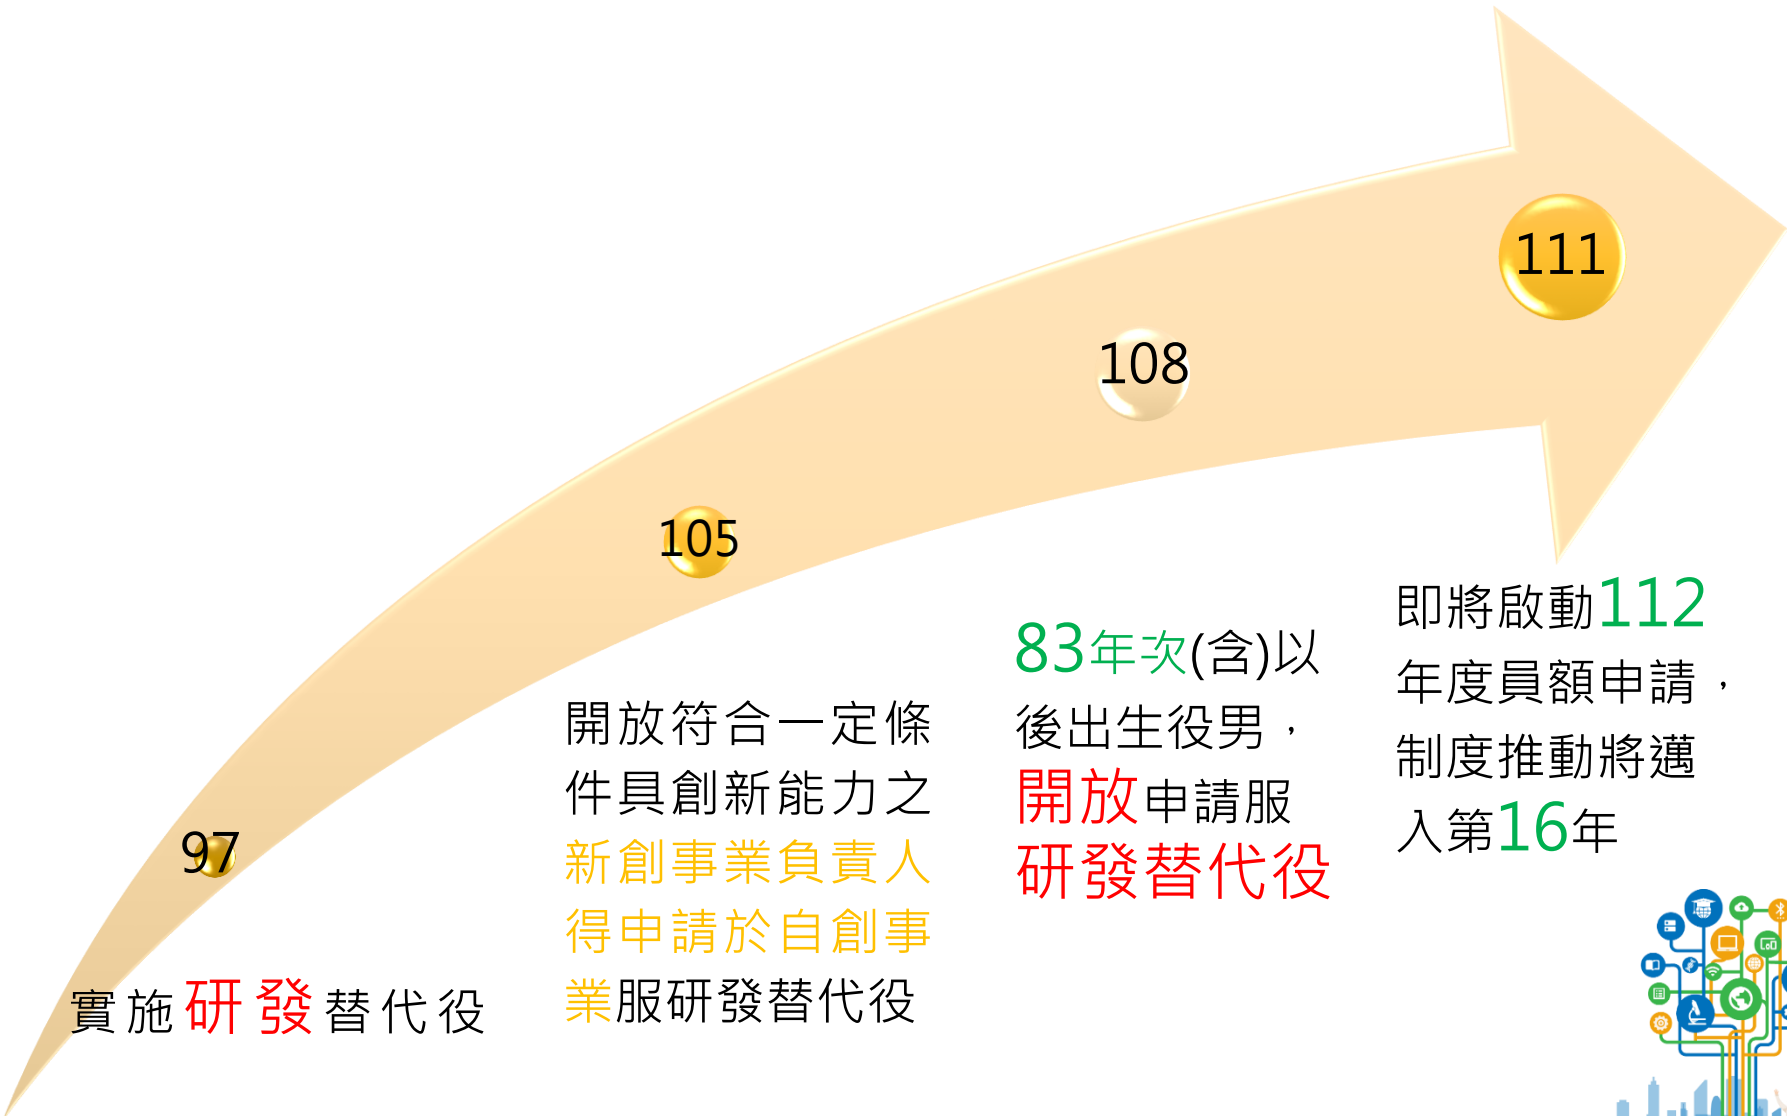 97
實施研發替代役
105
開放符合一定條
件具創新能力之
新創事業負責人
得申請於自創事
業服研發替代役
108
83年次(含)以
後出生役男，
開放申請服
研發替代役
111
即將啟動112
年度員額申請，
制度推動將邁
入第16年